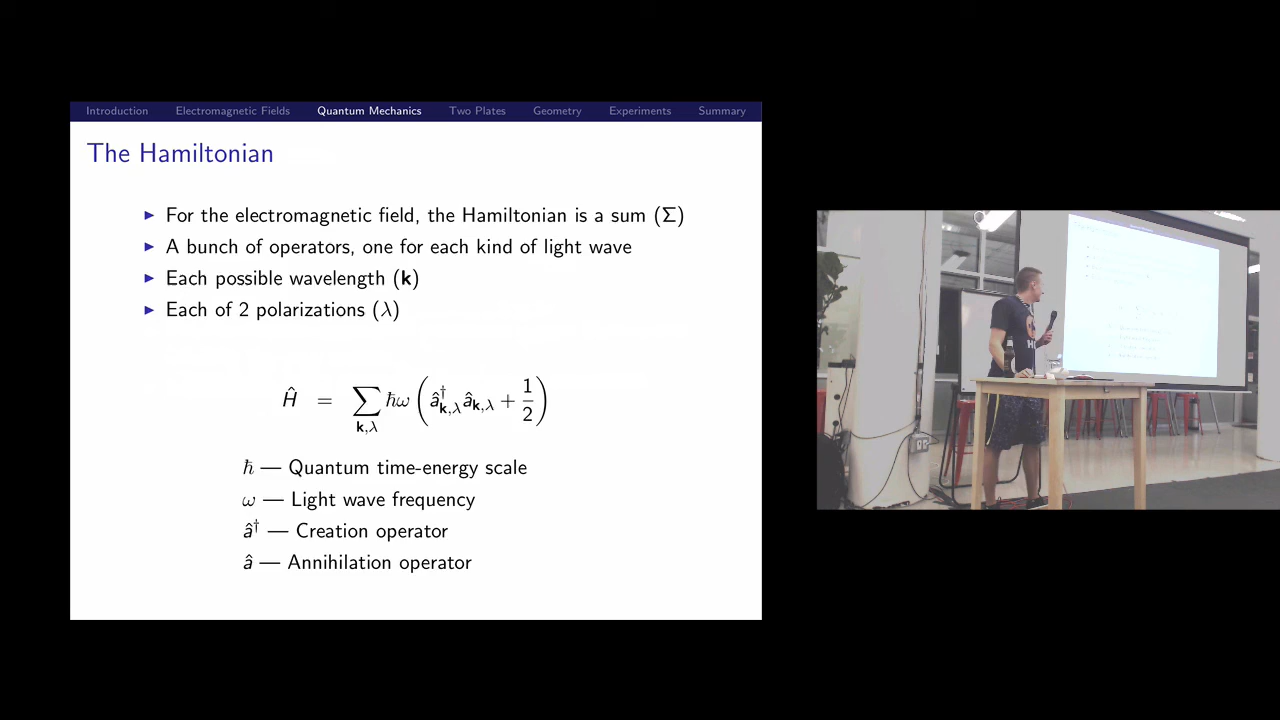 Introduction Electromagnetic Fields Quantum Mechanics Two Plates Geometry Experiments Summary
The Hamiltonian
▶ For the electromagnetic field, the Hamiltonian is a sum (Σ)
▶ A bunch of operators, one for each kind of light wave
▶ Each possible wavelength (k)
▶ Each of 2 polarizations (λ)
Ĥ = ∑k,λ ħω (â†k,λ âk,λ + 1/2)
ħ — Quantum time-energy scale
ω — Light wave frequency
↠— Creation operator
â — Annihilation operator